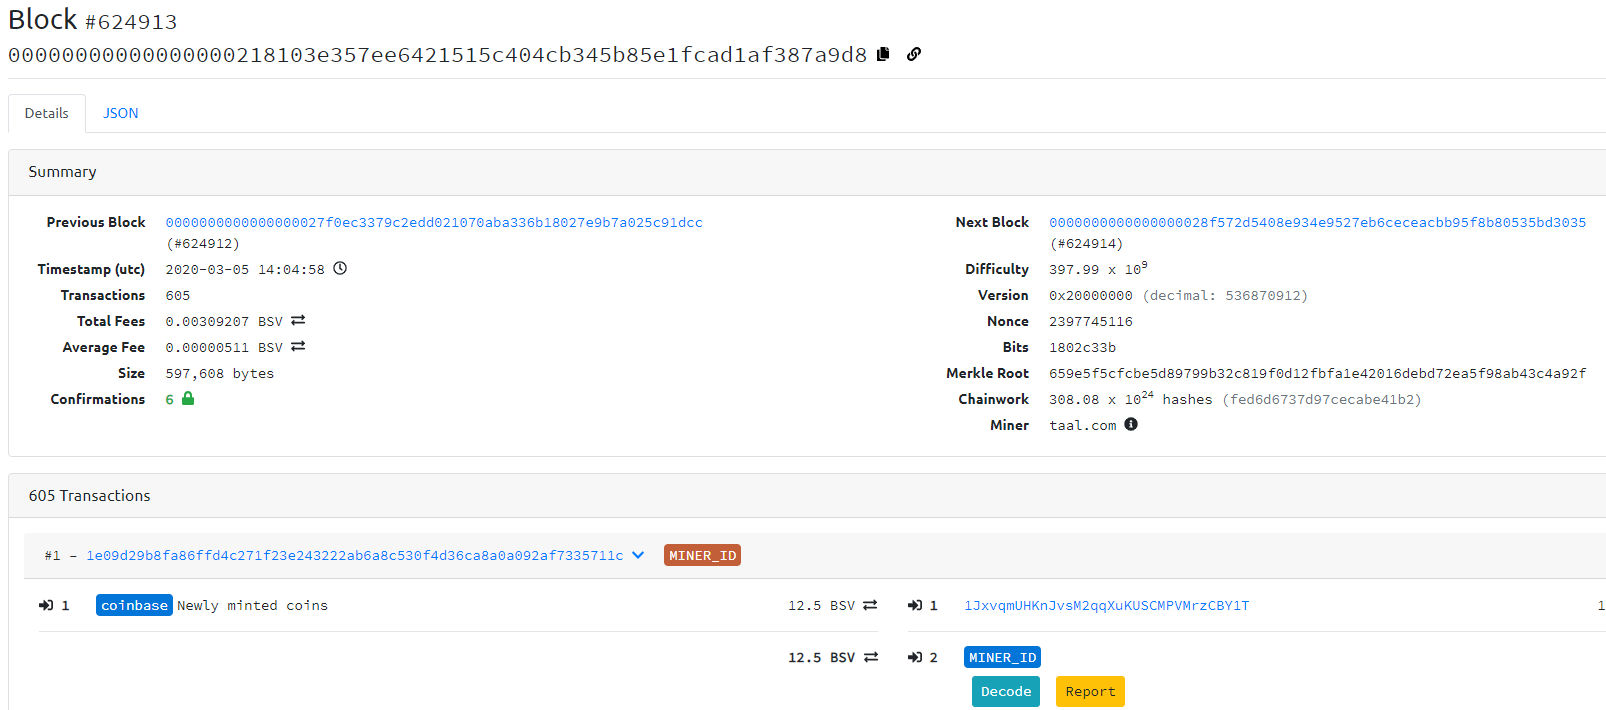 Block #624913
00000000000000000218103e357ee6421515c404cb345b85e1fcad1af387a9d8
Details JSON
Summary
Previous Block 0000000000000000027f0ec3379c2edd021070aba336b18027e9b7a025c91dcc
(#624912)
Timestamp (utc) 2020-03-05 14:04:58
Transactions 605
Total Fees 0.00309207 BSV
Average Fee 0.00000511 BSV
Size 597,608 bytes
Confirmations 6
Next Block 0000000000000000028f572d5408e934e9527eb6ceceacbb95f8b80535bd3035
(#624914)
Difficulty 397.99 x 10⁹
Version 0x20000000 (decimal: 536870912)
Nonce 2397745116
Bits 1802c33b
Merkle Root 659e5f5cfcbe5d89799b32c819f0d12fbfa1e42016debd72ea5f98ab43c4a92f
Chainwork 308.08 x 10²⁴ hashes (fed6d6737d97cecabe41b2)
Miner taal.com
605 Transactions
#1 – 1e09d29b8fa86ffd4c271f23e243222ab6a8c530f4d36ca8a0a092af7335711c MINER_ID
1 coinbase Newly minted coins 12.5 BSV
12.5 BSV
1 1JxvqmUHKnJvsM2qqXuKUSCMPVMrzCBY1T 1
2 MINER_ID
Decode Report